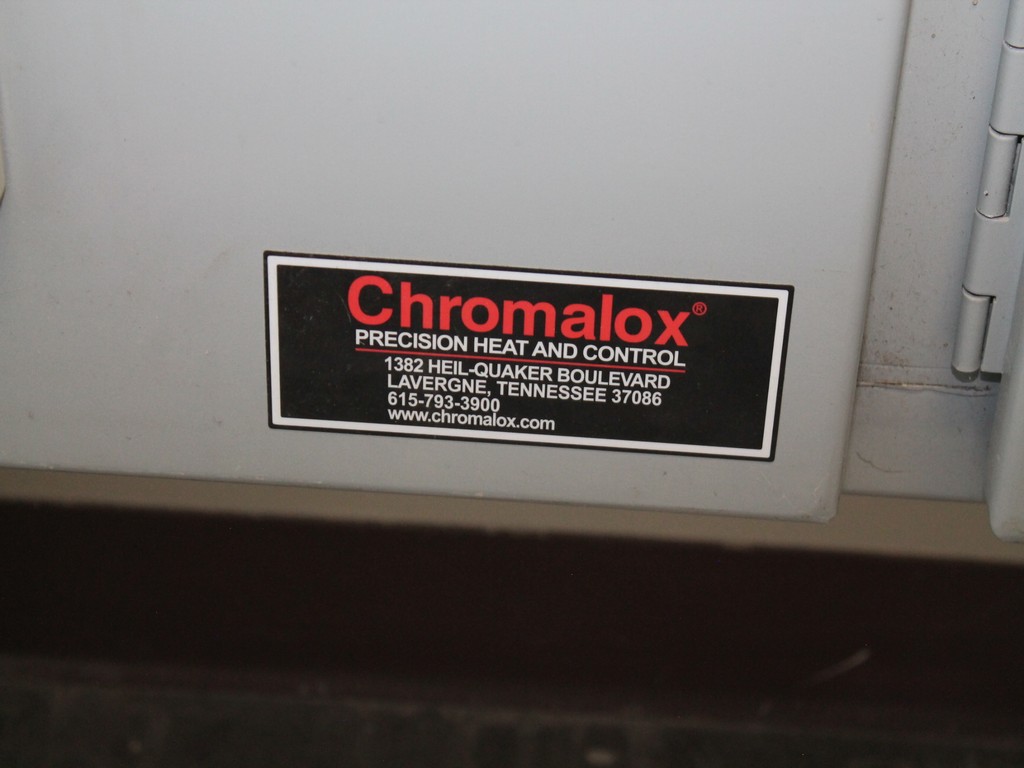 Chromalox®
PRECISION HEAT AND CONTROL
1382 HEIL-QUAKER BOULEVARD
LAVERGNE, TENNESSEE 37086
615-793-3900
www.chromalox.com